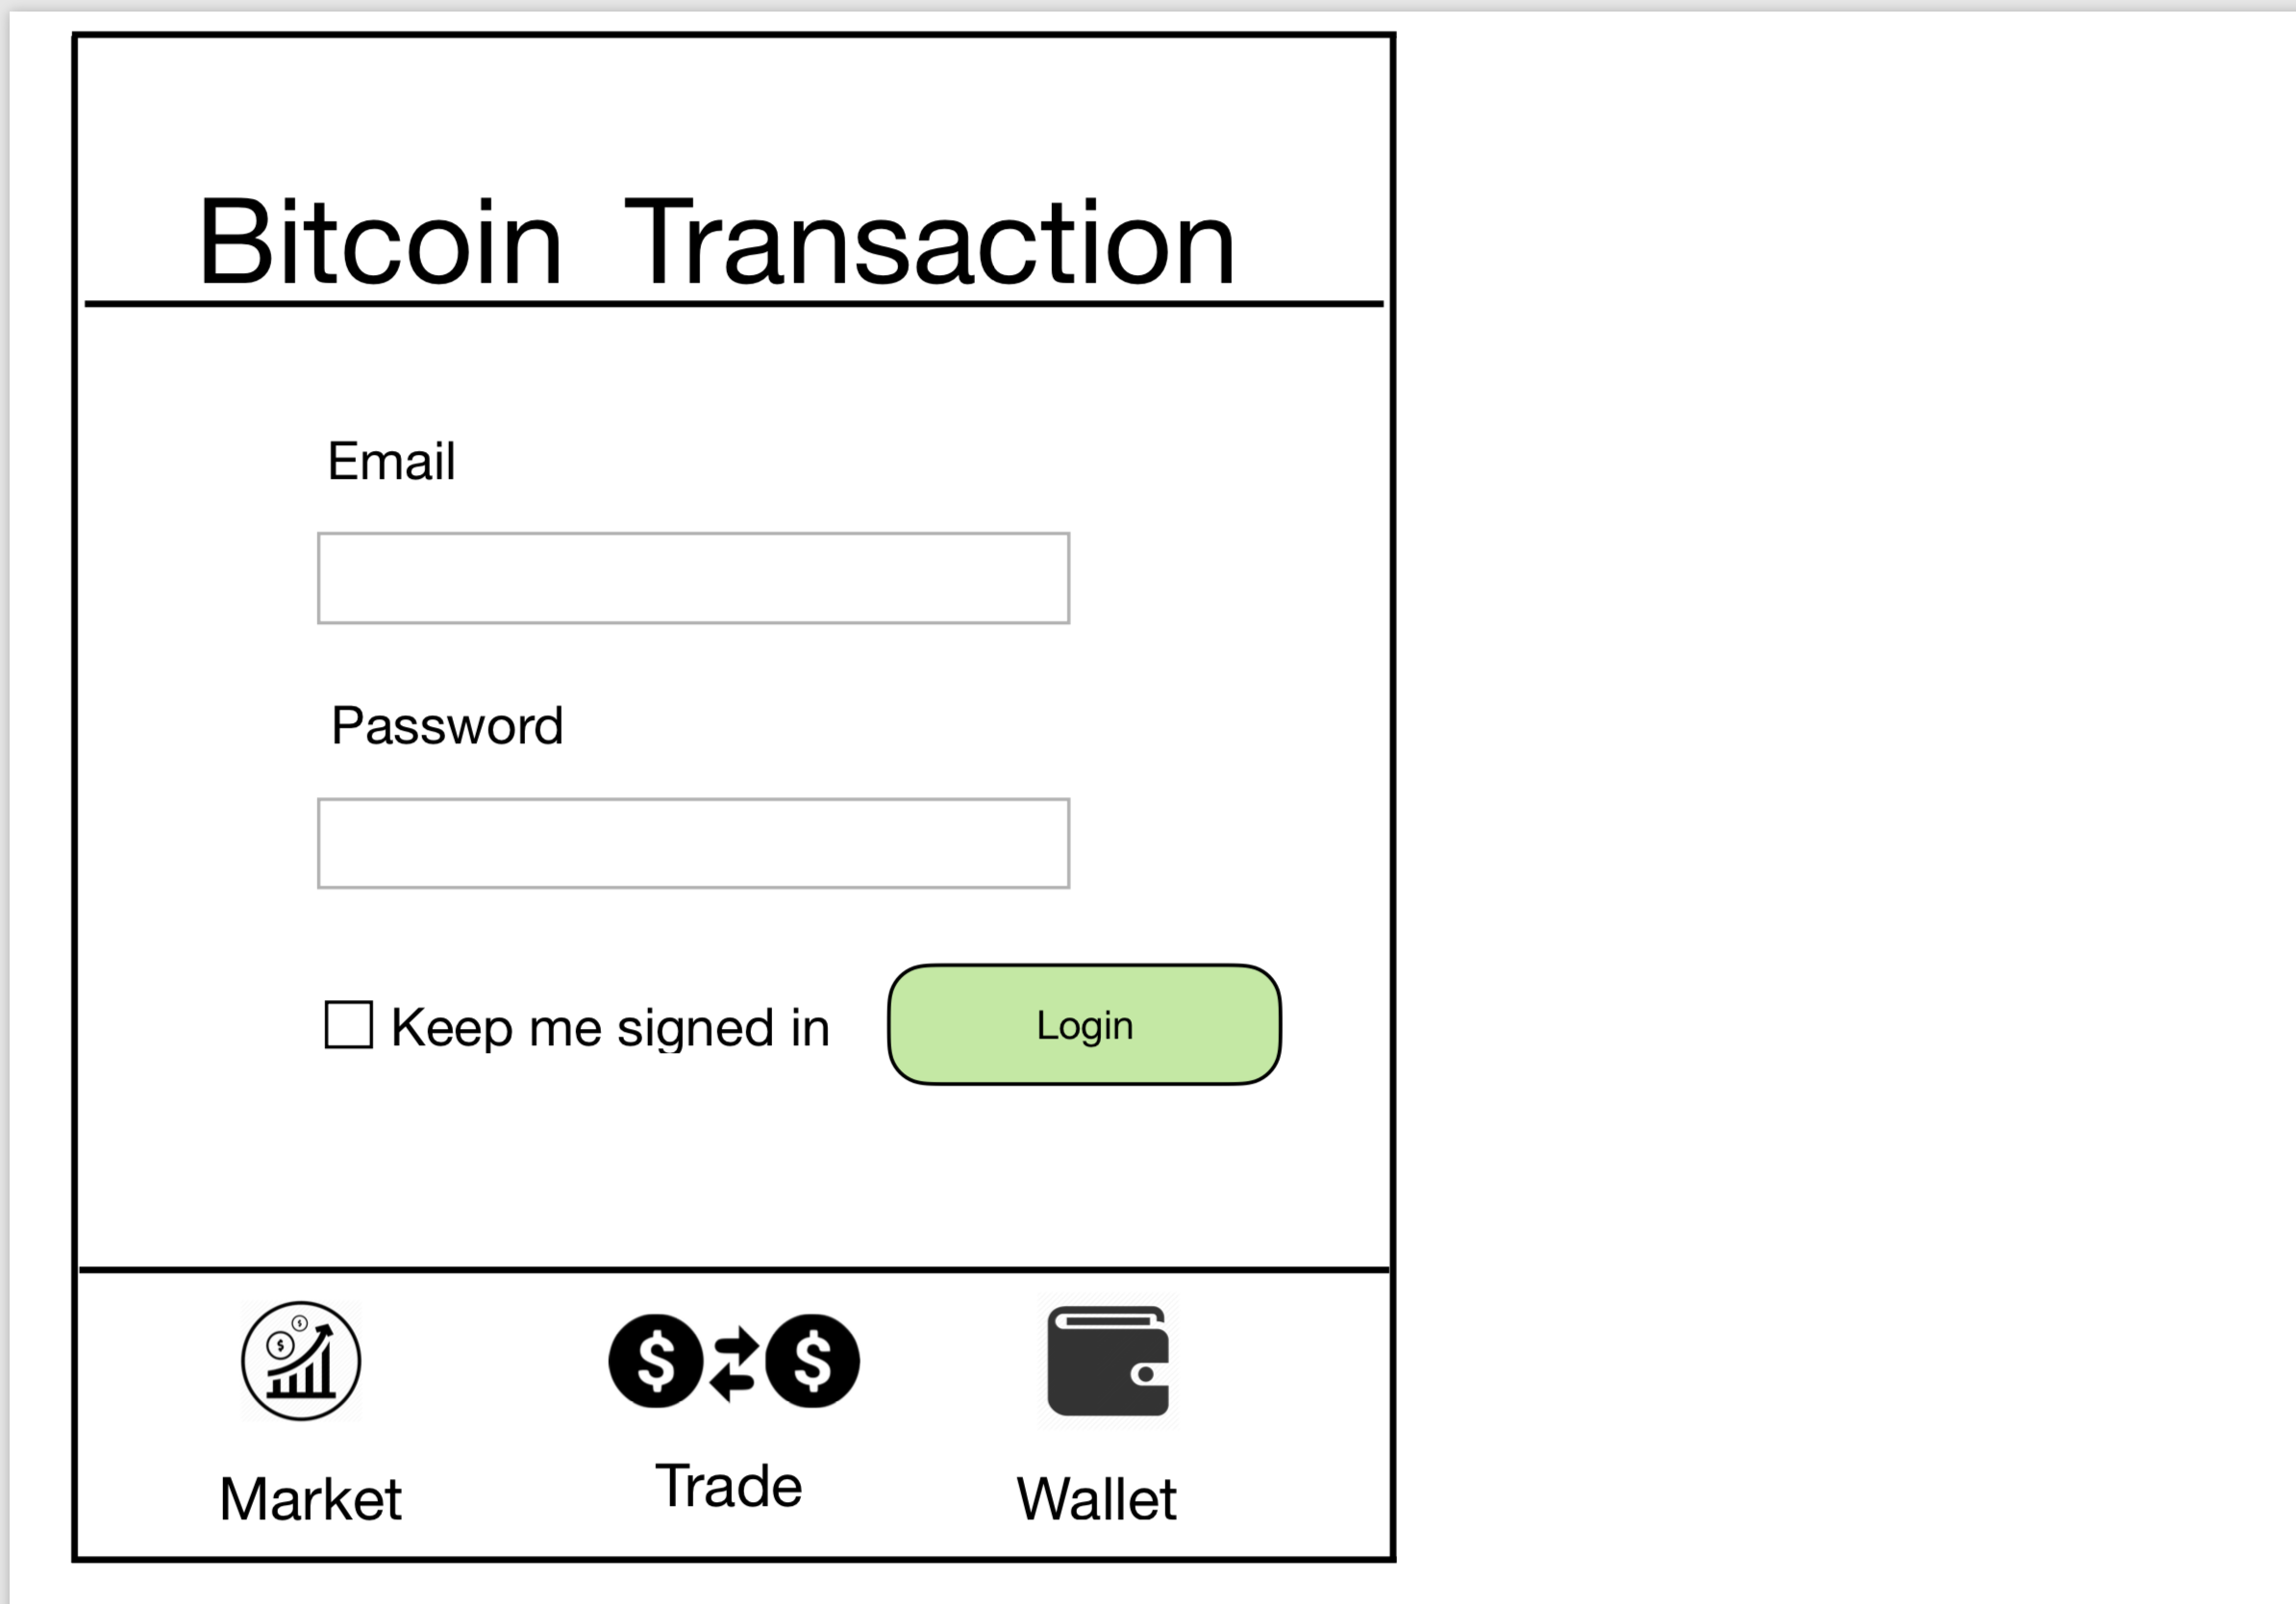 Bitcoin Transaction
Email
Password
Keep me signed in
Login
$ $
$ $
Market Trade Wallet